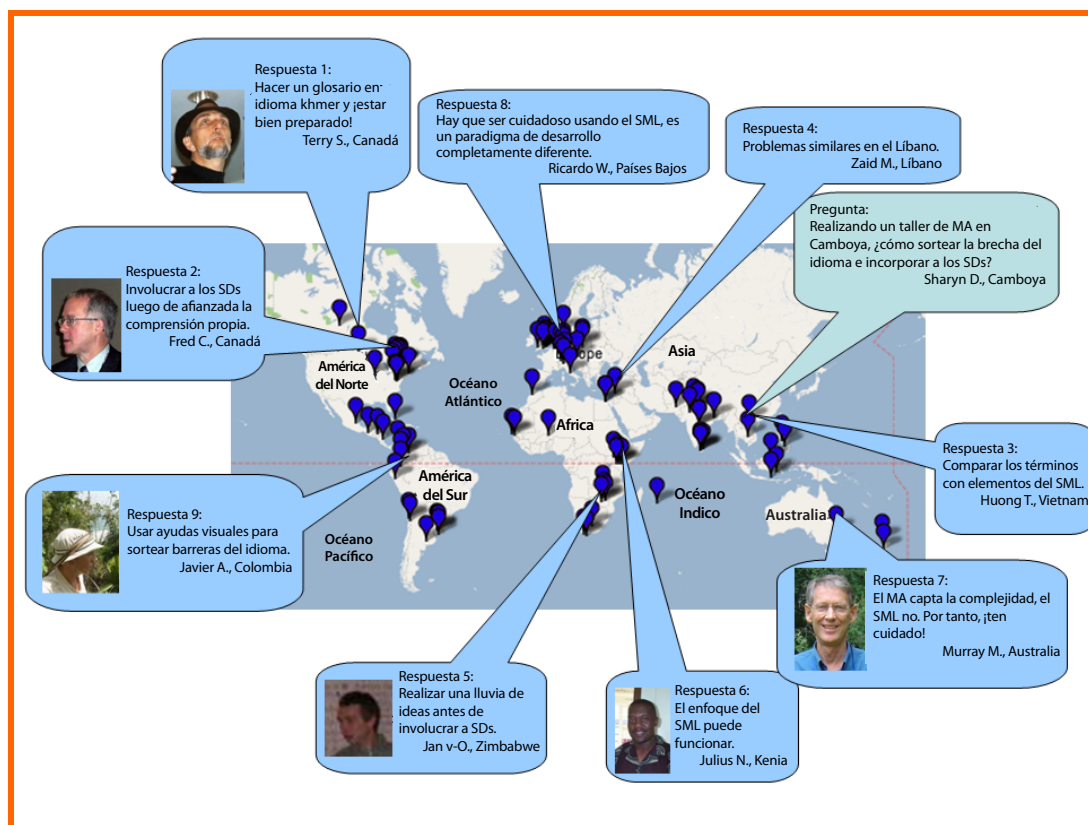 Respuesta 1:
Hacer un glosario en
idioma khmer y ¡estar
bien preparado!
Terry S., Canadá
Respuesta 8:
Hay que ser cuidadoso usando el SML, es
un paradigma de desarrollo
completamente diferente.
Ricardo W., Países Bajos
Respuesta 4:
Problemas similares en el Líbano.
Zaid M., Líbano
Pregunta:
Realizando un taller de MA en
Camboya, ¿cómo sortear la brecha del
idioma e incorporar a los SDs?
Sharyn D., Camboya
Respuesta 2:
Involucrar a los SDs
luego de afianzada la
comprensión propia.
Fred C., Canadá
América
del Norte
Océano
Atlántico
Europe
Asia
Africa
América
del Sur
Océano
Pacífico
Océano
Indico
Australia
Respuesta 3:
Comparar los términos
con elementos del SML.
Huong T., Vietnam
Respuesta 9:
Usar ayudas visuales para
sortear barreras del idioma.
Javier A., Colombia
Respuesta 7:
El MA capta la complejidad, el
SML no. Por tanto, ¡ten
cuidado!
Murray M., Australia
Respuesta 5:
Realizar una lluvia de
ideas antes de
involucrar a SDs.
Jan v-O., Zimbabwe
Respuesta 6:
El enfoque del
SML puede
funcionar.
Julius N., Kenia